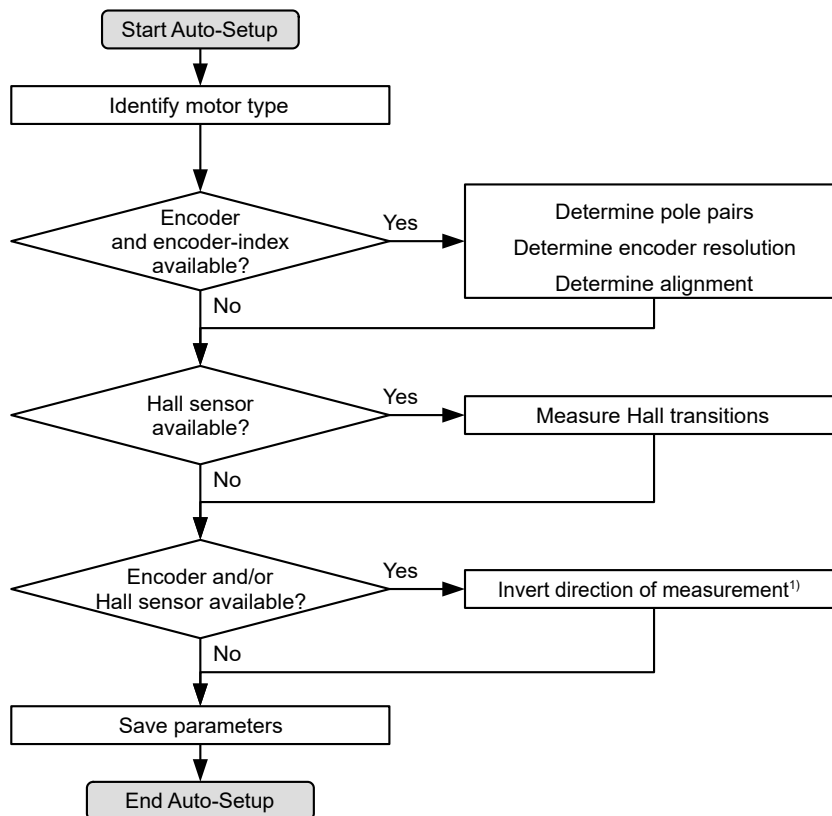 Start Auto-Setup
Identify motor type
Encoder
and encoder-index
available?
Yes
Determine pole pairs
Determine encoder resolution
Determine alignment
No
Hall sensor
available?
Yes
Measure Hall transitions
No
Encoder and/or
Hall sensor available?
Yes
Invert direction of measurement¹⁾
No
Save parameters
End Auto-Setup